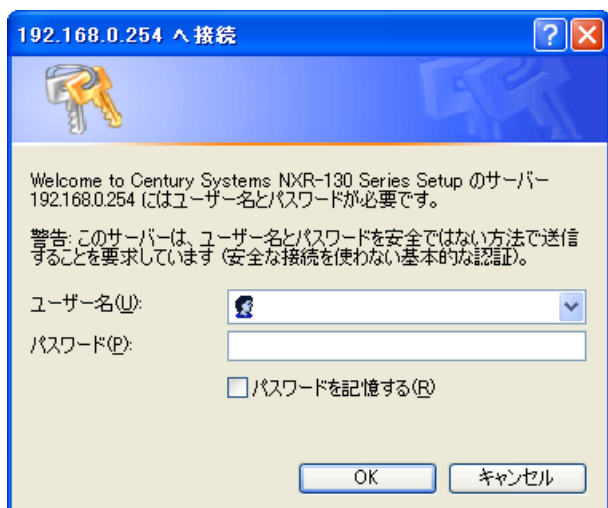 192.168.0.254 へ接続
Welcome to Century Systems NXR-130 Series Setup のサーバー
192.168.0.254 にはユーザー名とパスワードが必要です。
警告: このサーバーは、ユーザー名とパスワードを安全ではない方法で送信
することを要求しています (安全な接続を使わない基本的な認証)。
ユーザー名(U):
パスワード(P):
パスワードを記憶する(R)
OK キャンセル